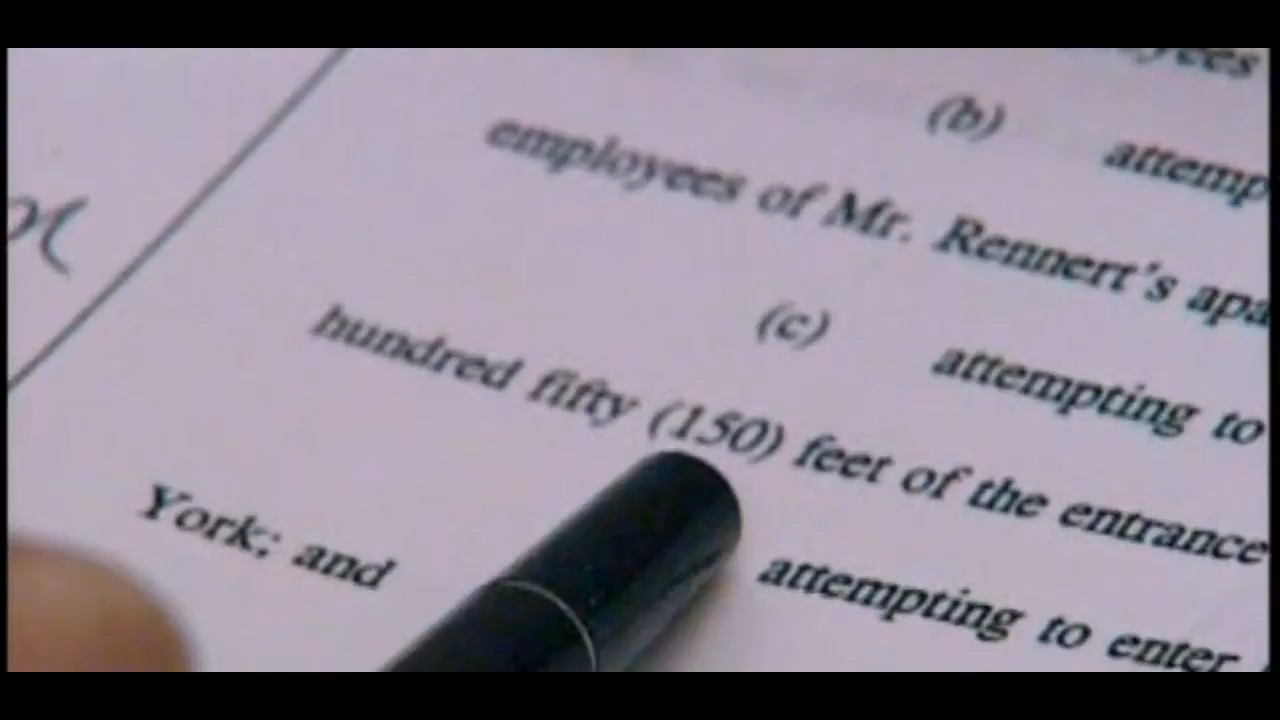 (b) attemp
employees of Mr. Rennert's apa
(c) attempting to
hundred fifty (150) feet of the entrance
attempting to enter
York; and